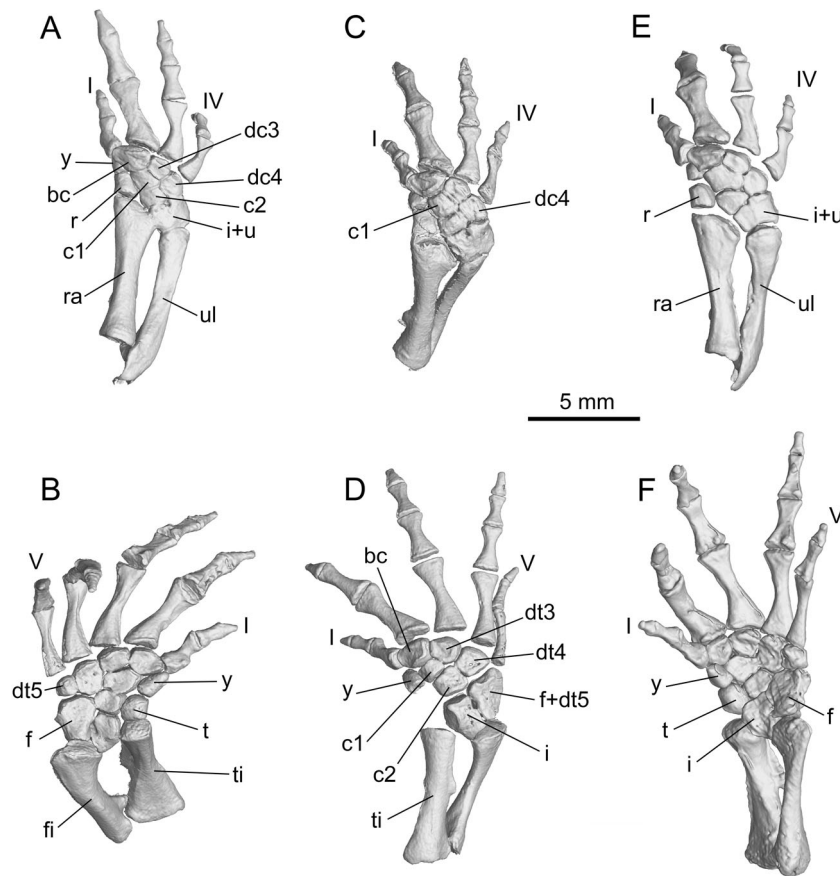 A
I
IV
y
bc
r
c1
ra
dc3
dc4
c2
i+u
ul
C
I
IV
c1
dc4
E
I
IV
r
i+u
ra
ul
5 mm
B
V
I
dt5
y
f
t
fi
ti
D
bc
V
I
dt3
dt4
y
c1
c2
f+dt5
i
ti
F
V
I
y
t
i
f